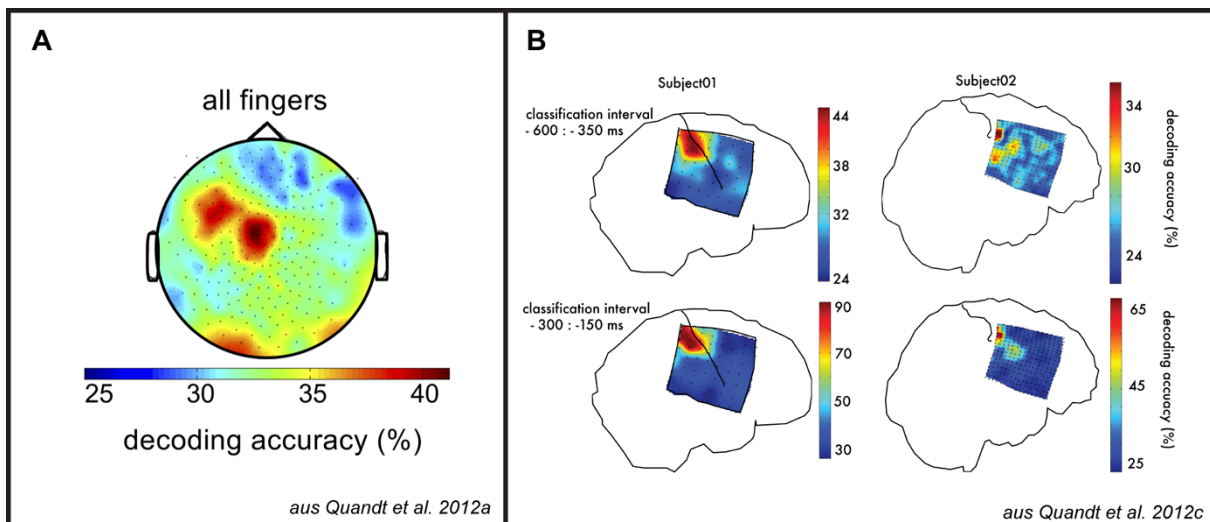 A
all fingers
25 30 35 40
decoding accuracy (%)
aus Quandt et al. 2012a
B
Subject01
Subject02
classification interval
- 600 : - 350 ms
44
38
32
24
34
30
24
decoding accuacy (%)
classification interval
- 300 : -150 ms
90
70
50
30
65
45
25
decoding accuracy (%)
aus Quandt et al. 2012c